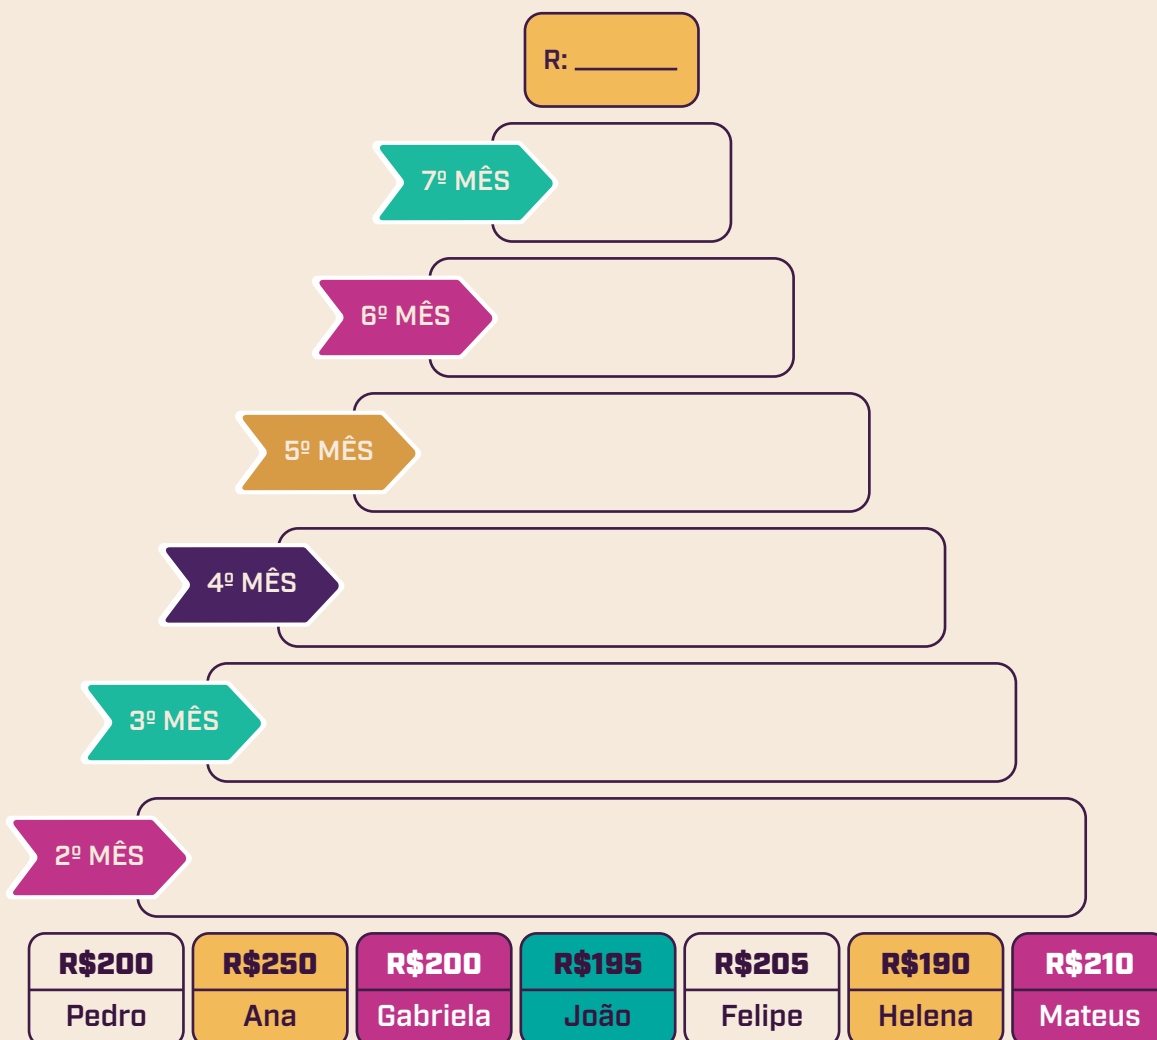 R: ________
7º MÊS
6º MÊS
5º MÊS
4º MÊS
3º MÊS
2º MÊS
R$200 R$250 R$200 R$195 R$205 R$190 R$210
Pedro Ana Gabriela João Felipe Helena Mateus